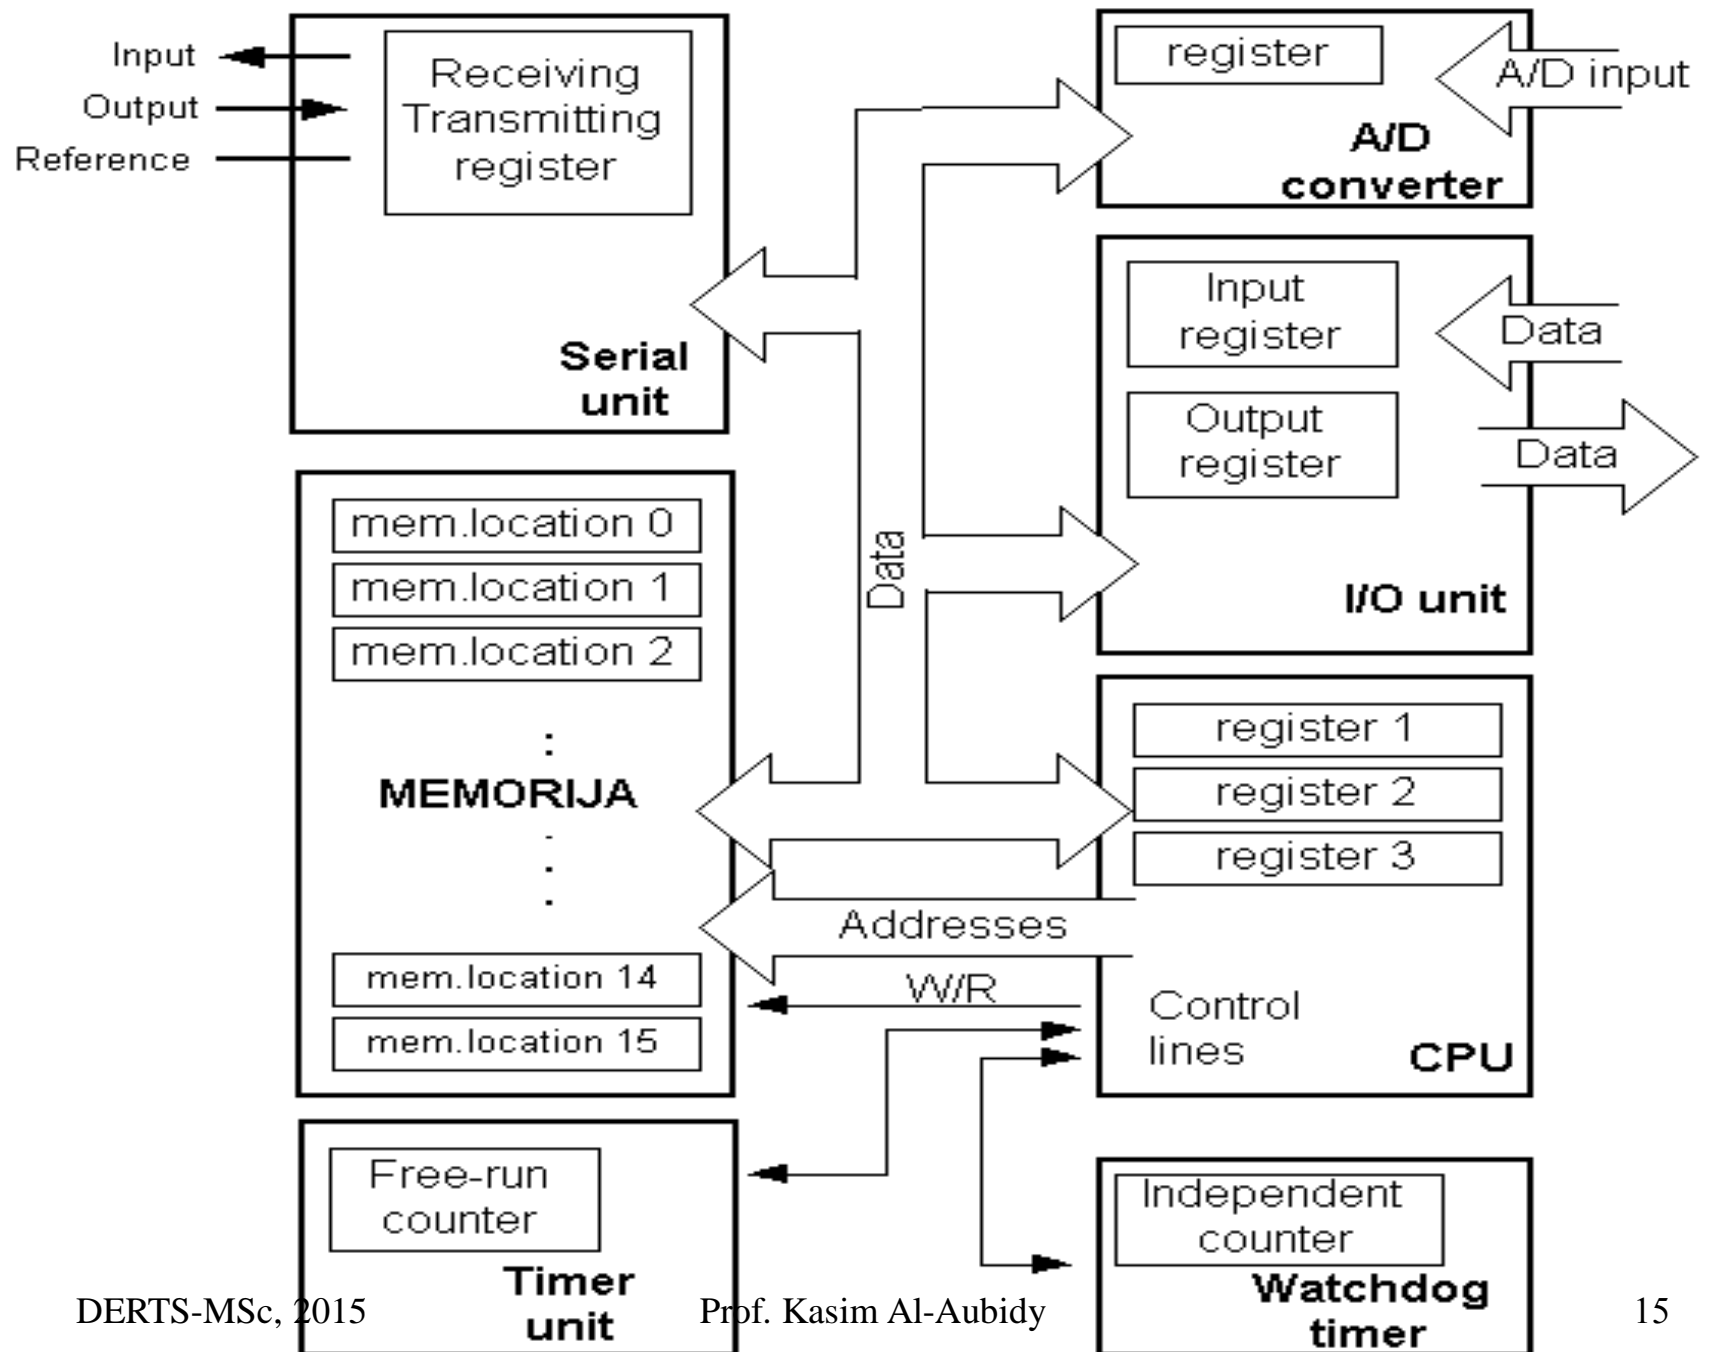 Input
Output
Reference
Receiving
Transmitting
register
Serial
unit
register
A/D input
A/D
converter
Input
register
Data
Output
register
Data
I/O unit
Data
mem.location 0
mem.location 1
mem.location 2
:
MEMORIJA
.
.
.
mem.location 14
mem.location 15
register 1
register 2
register 3
Addresses
W/R
Control
lines
CPU
Free-run
counter
Timer
unit
Independent
counter
Watchdog
timer
DERTS-MSc, 2015
Prof. Kasim Al-Aubidy
15